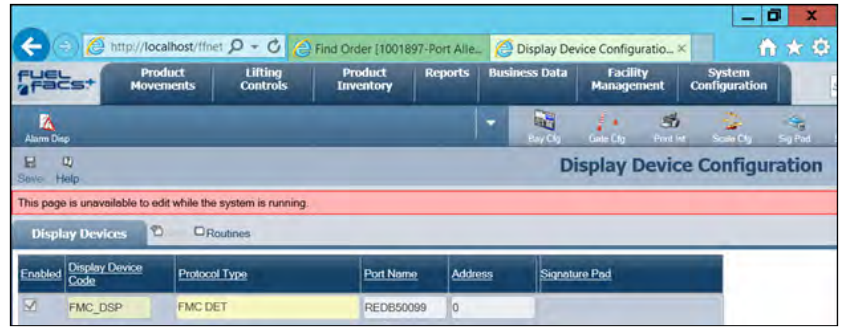 http://localhost/ffnet
Find Order [1001897-Port Alle...
Display Device Configuratio...
FUEL FACS+
Product Movements
Lifting Controls
Product Inventory
Reports
Business Data
Facility Management
System Configuration
Alarm Disp
Bay Cfg
Gate Cfg
Print Int
Scale Cfg
Sig Pad
Save Help
Display Device Configuration
This page is unavailable to edit while the system is running.
Display Devices
Routines
Enabled
Display Device Code
Protocol Type
Port Name
Address
Signature Pad
FMC_DSP
FMC DET
REDB50099
0